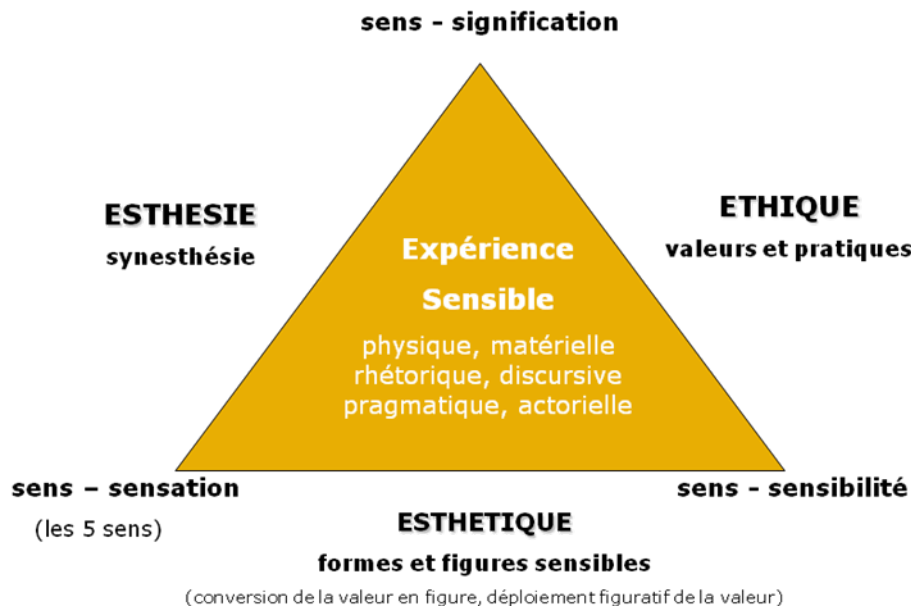 sens - signification
ESTHESIE
synesthésie
ETHIQUE
valeurs et pratiques
Expérience
Sensible
physique, matérielle
rhétorique, discursive
pragmatique, actorielle
sens – sensation
(les 5 sens)
sens - sensibilité
ESTHETIQUE
formes et figures sensibles
(conversion de la valeur en figure, déploiement figuratif de la valeur)